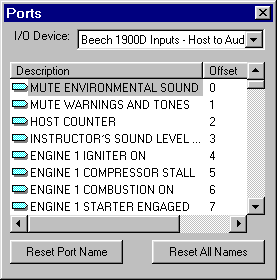 Ports
I/O Device: Beech 1900D Inputs - Host to Aud
Description Offset
MUTE ENVIRONMENTAL SOUND 0
MUTE WARNINGS AND TONES 1
HOST COUNTER 2
INSTRUCTOR'S SOUND LEVEL ... 3
ENGINE 1 IGNITER ON 4
ENGINE 1 COMPRESSOR STALL 5
ENGINE 1 COMBUSTION ON 6
ENGINE 1 STARTER ENGAGED 7
Reset Port Name Reset All Names